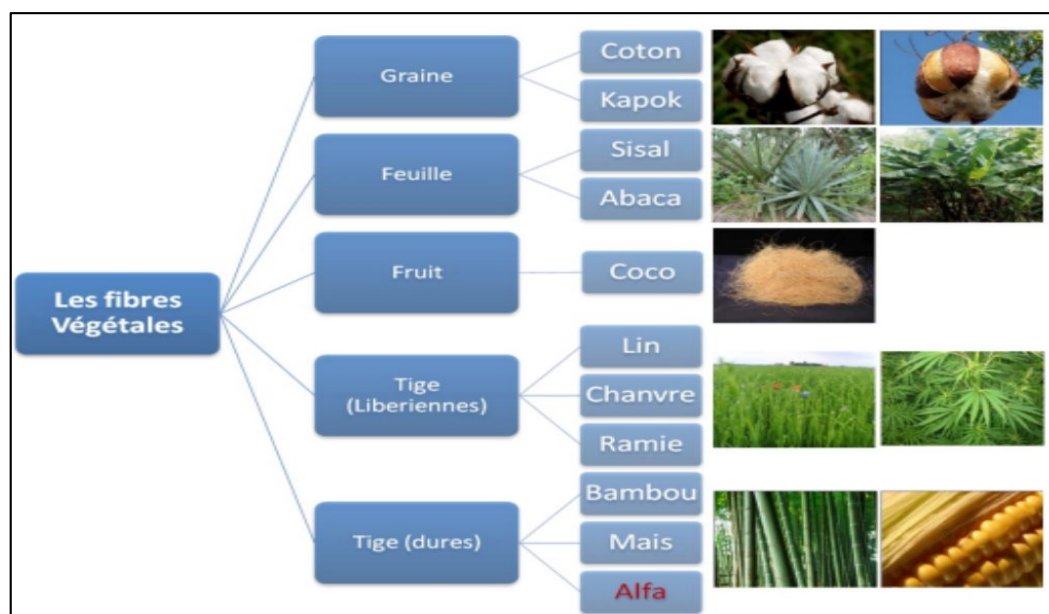 Les fibres
Végétales
Graine
Coton
Kapok
Feuille
Sisal
Abaca
Fruit
Coco
Tige
(Liberiennes)
Lin
Chanvre
Ramie
Tige (dures)
Bambou
Mais
Alfa